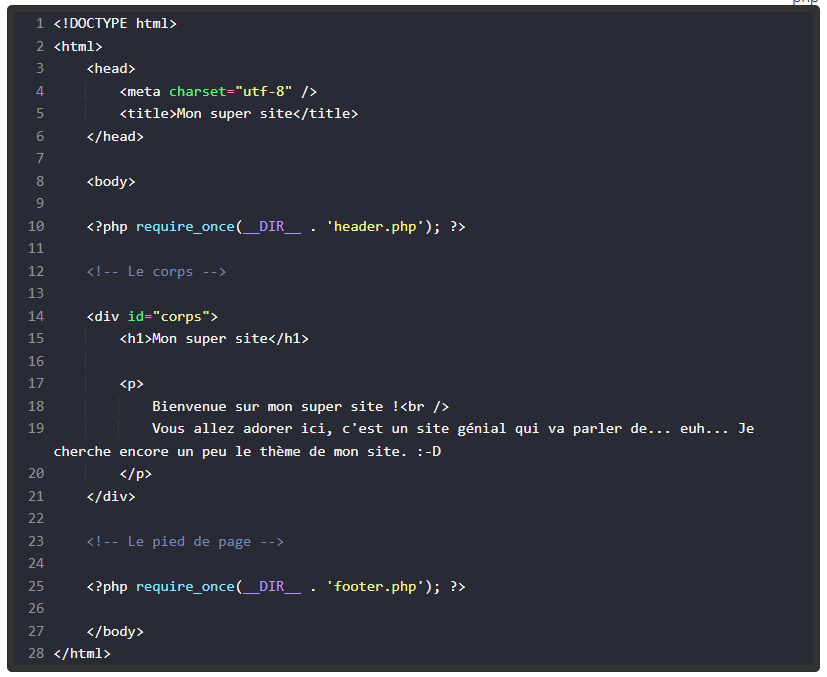 php
1 <!DOCTYPE html>
2 <html>
3     <head>
4         <meta charset="utf-8" />
5         <title>Mon super site</title>
6     </head>
7
8     <body>
9
10     <?php require_once(__DIR__ . 'header.php'); ?>
11
12     <!-- Le corps -->
13
14     <div id="corps">
15         <h1>Mon super site</h1>
16
17         <p>
18             Bienvenue sur mon super site !<br />
19             Vous allez adorer ici, c'est un site génial qui va parler de... euh... Je
cherche encore un peu le thème de mon site. :-D
20         </p>
21     </div>
22
23     <!-- Le pied de page -->
24
25     <?php require_once(__DIR__ . 'footer.php'); ?>
26
27     </body>
28 </html>